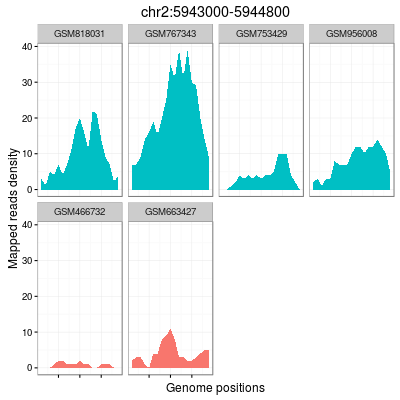 chr2:5943000-5944800
GSM818031 GSM767343 GSM753429 GSM956008
40
30
20
10
0
GSM466732 GSM663427
40
30
20
10
0
Mapped reads density
Genome positions